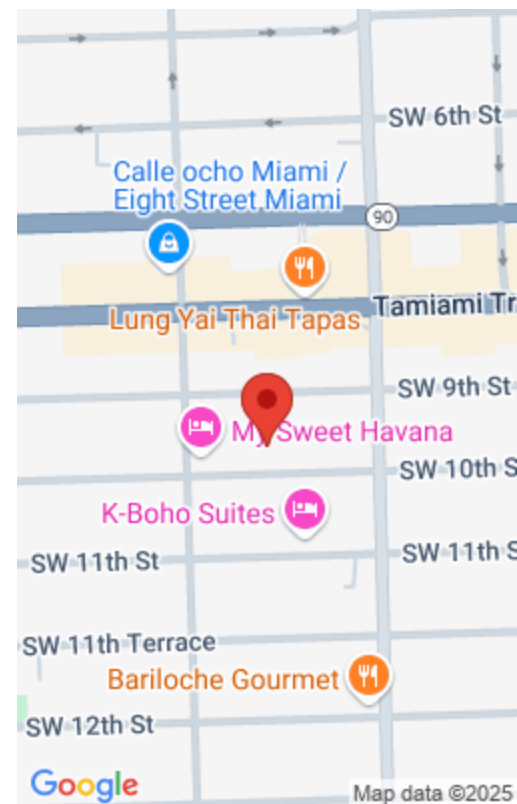 SW 6th St
Calle ocho Miami /
Eight Street Miami
90
Tamiami Tr
Lung Yai Thai Tapas
SW 9th St
My Sweet Havana
SW 10th S
K-Boho Suites
SW 11th St
SW 11th S
SW 11th Terrace
Bariloche Gourmet
SW 12th St
Google
Map data ©2025